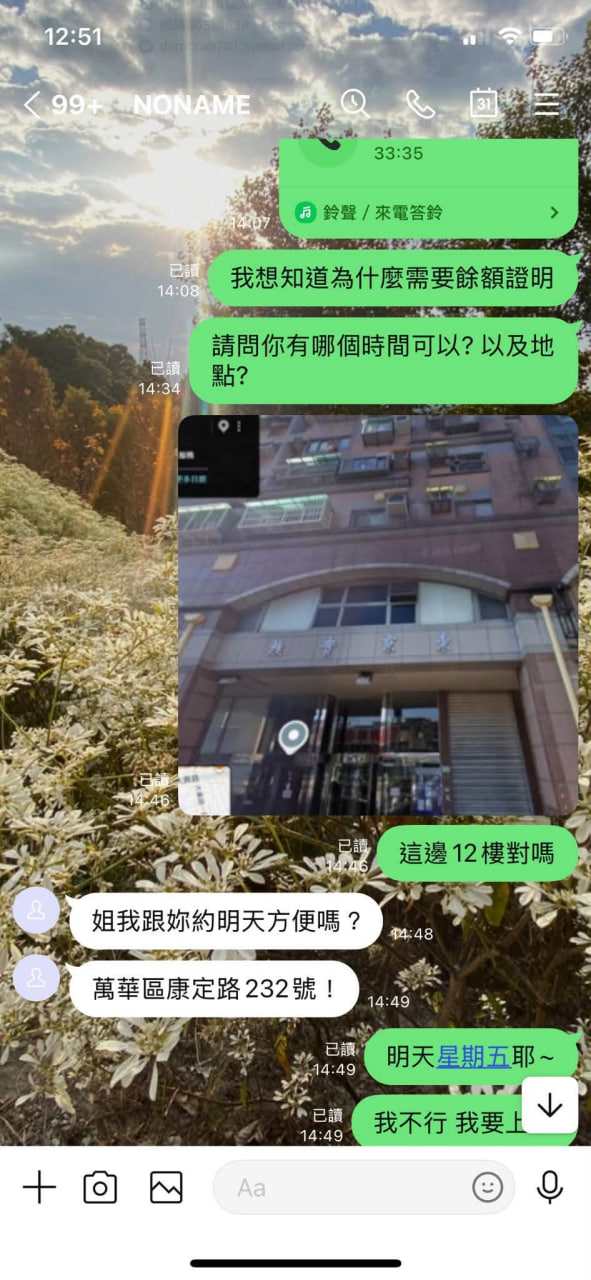 12:51
99+ NONAME
31
33:35
鈴聲 / 來電答鈴
14:07
我想知道為什麼需要餘額證明
已讀
14:08
請問你有哪個時間可以? 以及地
點?
已讀
14:34
東京書庭
已讀
14:46
這邊12樓對嗎
已讀
14:46
姐我跟妳約明天方便嗎？
14:48
萬華區康定路232號！
14:49
明天星期五耶~
已讀
14:49
我不行 我要上
已讀
14:49
Aa